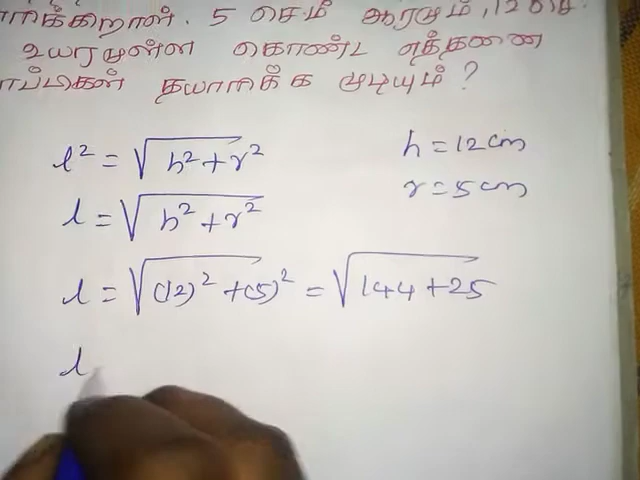 ரிக்கிறான். 5 செமீ ஆரமும், 12 செமீ
உயரமுள்ள கொண்ட எத்தனை
தொப்பிகள் தயாரிக்க முடியும்?
l² = √h²+r²
h = 12cm
l = √h²+r²
r = 5cm
l = √(12)²+(5)² = √144+25
l